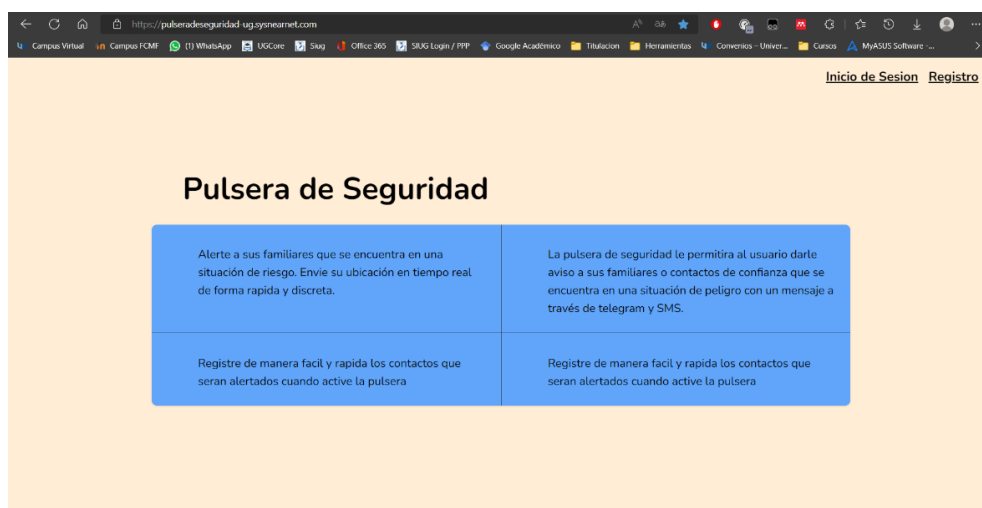 https://pulseradeseguridad-ug.sysnearnet.com
Campus Virtual Campus FCMF (1) WhatsApp UGCore Siug Office 365 SIUG Login / PPP Google Académico Titulacion Herramientas Convenios - Univer... Cursos MyASUS Software -...
Inicio de Sesion Registro
Pulsera de Seguridad
Alerte a sus familiares que se encuentra en una
situación de riesgo. Envie su ubicación en tiempo real
de forma rapida y discreta.
La pulsera de seguridad le permitira al usuario darle
aviso a sus familiares o contactos de confianza que se
encuentra en una situación de peligro con un mensaje a
través de telegram y SMS.
Registre de manera facil y rapida los contactos que
seran alertados cuando active la pulsera
Registre de manera facil y rapida los contactos que
seran alertados cuando active la pulsera